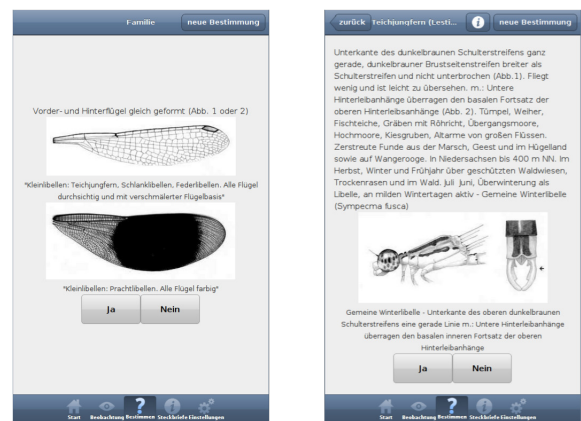 Familie
neue Bestimmung
Vorder- und Hinterflügel gleich geformt (Abb. 1 oder 2)
"Kleinlibellen: Teichjungfern, Schlanklibellen, Federlibellen. Alle Flügel
durchsichtig und mit verschmälerter Flügelbasis"
"Kleinlibellen: Prachtlibellen. Alle Flügel farbig"
Ja
Nein
Start
Beobachtung
Bestimmen
Steckbriefe
Einstellungen
zurück
Teichjungfern (Lesti...
neue Bestimmung
Unterkante des dunkelbraunen Schulterstreifens ganz
gerade, dunkelbrauner Brustseitenstreifen breiter als
Schulterstreifen und nicht unterbrochen (Abb.1). Fliegt
wenig und ist leicht zu übersehen. m.: Untere
Hinterleibanhänge überragen den basalen Fortsatz der
oberen Hinterleibsanhänge (Abb. 2). Tümpel, Weiher,
Fischteiche, Gräben mit Röhricht, Übergangsmoore,
Hochmoore, Kiesgruben, Altarme von großen Flüssen.
Zerstreute Funde aus der Marsch, Geest und im Hügelland
sowie auf Wangerooge. In Niedersachsen bis 400 m NN. Im
Herbst, Winter und Frühjahr über geschützten Waldwiesen,
Trockenrasen und im Wald. Juli Juni, Überwinterung als
Libelle, an milden Wintertagen aktiv - Gemeine Winterlibelle
(Sympecma fusca)
Gemeine Winterlibelle - Unterkante des oberen dunkelbraunen
Schulterstreifens eine gerade Linie m.: Untere Hinterleibanhänge
überragen den basalen inneren Fortsatz der oberen
Hinterleibanhänge
Ja
Nein
Start
Beobachtung
Bestimmen
Steckbriefe
Einstellungen